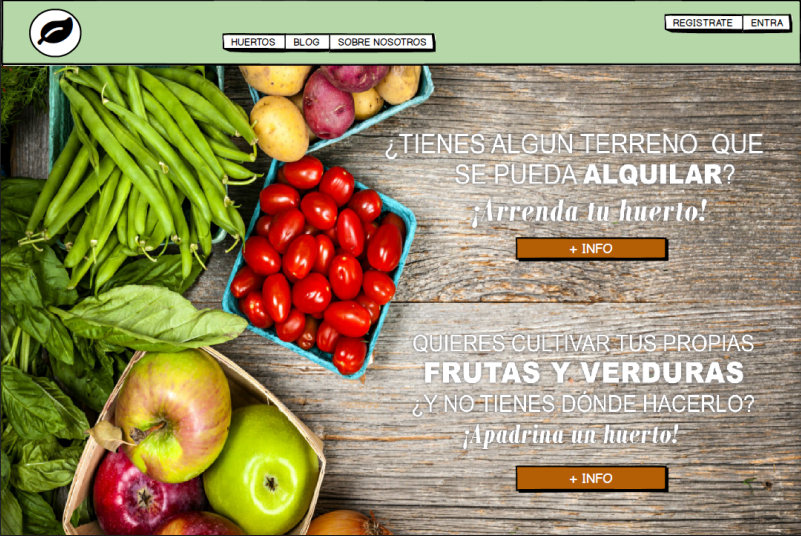 HUERTOS BLOG SOBRE NOSOTROS
REGISTRATE ENTRA
¿TIENES ALGUN TERRENO QUE
SE PUEDA ALQUILAR?
¡Arrenda tu huerto!
+ INFO
QUIERES CULTIVAR TUS PROPIAS
FRUTAS Y VERDURAS
¿Y NO TIENES DÓNDE HACERLO?
¡Apadrina un huerto!
+ INFO